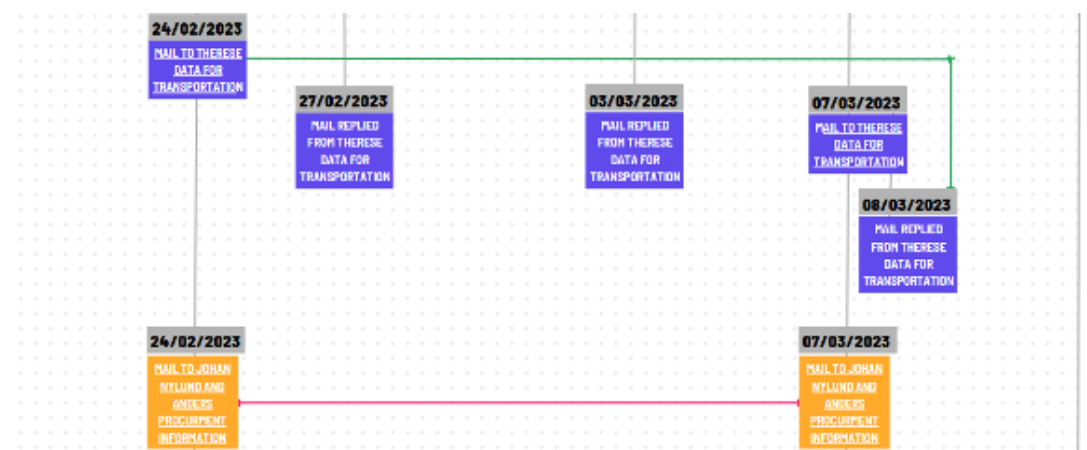 24/02/2023
MAIL TO THERESE
DATA FOR
TRANSPORTATION
27/02/2023
MAIL REPLIED
FROM THERESE
DATA FOR
TRANSPORTATION
03/03/2023
MAIL REPLIED
FROM THERESE
DATA FOR
TRANSPORTATION
07/03/2023
MAIL TO THERESE
DATA FOR
TRANSPORTATION
08/03/2023
MAIL REPLIED
FROM THERESE
DATA FOR
TRANSPORTATION
24/02/2023
MAIL TO JOHAN
NYLUND AND
ANDERS
PROCURMENT
INFORMATION
07/03/2023
MAIL TO JOHAN
NYLUND AND
ANDERS
PROCURMENT
INFORMATION